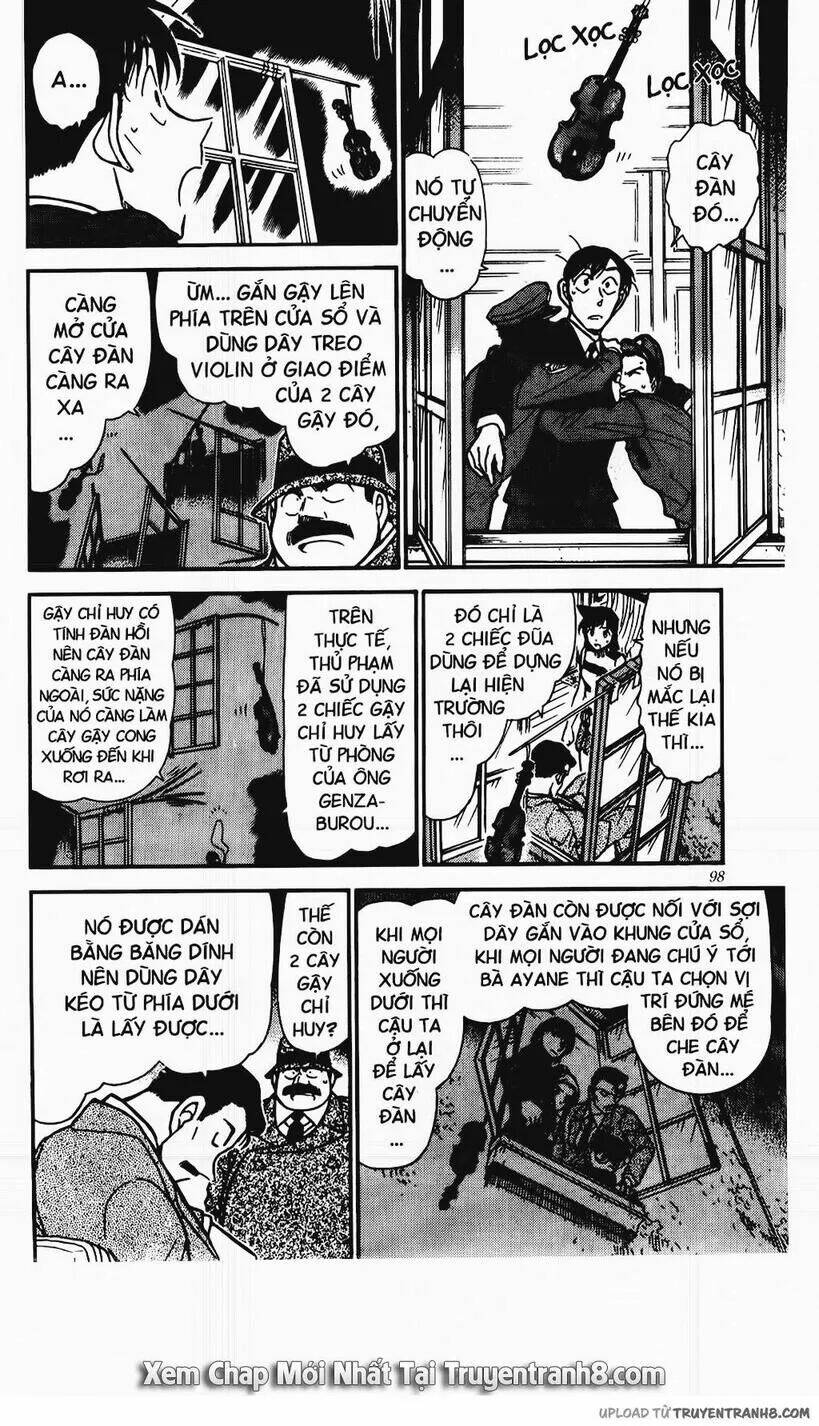 LỌC XỌC
LỌC XỌC
CÂY
ĐÀN
ĐÓ...
NÓ TỰ
CHUYỂN
ĐỘNG
...
A...
ỪM... GẮN GẬY LÊN
PHÍA TRÊN CỬA SỔ VÀ
DÙNG DÂY TREO
VIOLIN Ở GIAO ĐIỂM
CỦA 2 CÂY
GẬY ĐÓ,
CÀNG
MỞ CỬA
CÂY ĐÀN
CÀNG RA
XA
...
NHƯNG
NẾU
NÓ BỊ
MẮC LẠI
THẾ KIA
THÌ...
ĐÓ CHỈ LÀ
2 CHIẾC ĐŨA
DÙNG ĐỂ DỰNG
LẠI HIỆN
TRƯỜNG
THÔI
...
TRÊN
THỰC TẾ,
THỦ PHẠM
ĐÃ SỬ DỤNG
2 CHIẾC GẬY
CHỈ HUY LẤY
TỪ PHÒNG
CỦA ÔNG
GENZA-
BUROU...
GẬY CHỈ HUY CÓ
TÍNH ĐÀN HỒI
NÊN CÂY ĐÀN
CÀNG RA PHÍA
NGOÀI, SỨC NẶNG
CỦA NÓ CÀNG LÀM
CÂY GẬY CONG
XUỐNG ĐẾN KHI
RƠI RA...
98
CÂY ĐÀN CÒN ĐƯỢC NỐI VỚI SỢI
DÂY GẮN VÀO KHUNG CỬA SỔ,
KHI MỌI NGƯỜI ĐANG CHÚ Ý TỚI
BÀ AYANE THÌ CẬU TA CHỌN VỊ
TRÍ ĐỨNG MÉ
BÊN ĐÓ ĐỂ
CHE CÂY
ĐÀN...
KHI MỌI
NGƯỜI
XUỐNG
DƯỚI THÌ
CẬU TA
Ở LẠI
ĐỂ LẤY
CÂY
ĐÀN
...
THẾ
CÒN
2 CÂY
GẬY
CHỈ
HUY?
NÓ ĐƯỢC DÁN
BẰNG BĂNG DÍNH
NÊN DÙNG DÂY
KÉO TỪ PHÍA DƯỚI
LÀ LẤY ĐƯỢC...
Xem Chap Mới Nhất Tại Truyentranh8.com
UPLOAD TỪ TRUYENTRANH8.COM